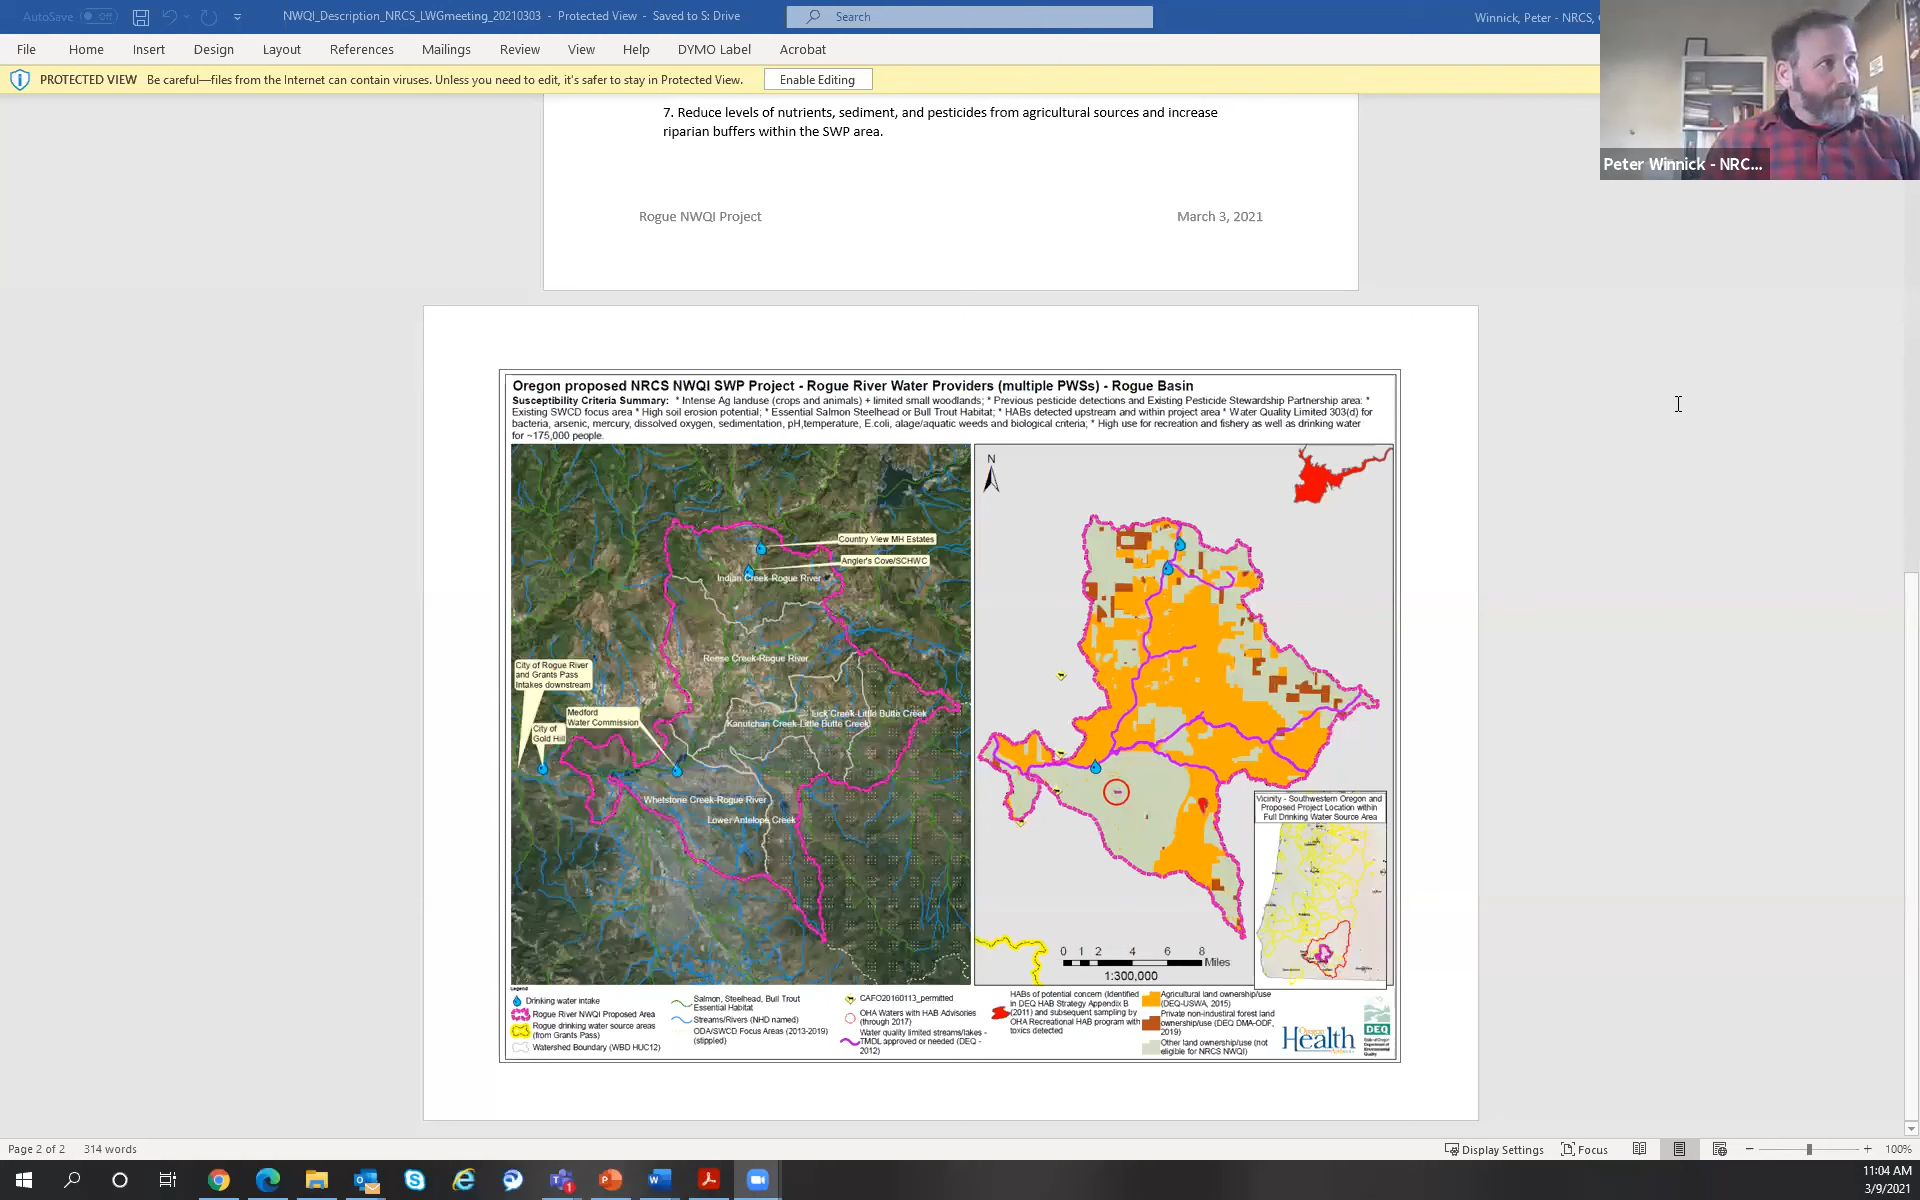 AutoSave Off
NWQI_Description_NRCS_LWGmeeting_20210303 - Protected View - Saved to S: Drive
Search
Winnick, Peter - NRCS,
File Home Insert Design Layout References Mailings Review View Help DYMO Label Acrobat
PROTECTED VIEW Be careful—files from the Internet can contain viruses. Unless you need to edit, it's safer to stay in Protected View. Enable Editing
7. Reduce levels of nutrients, sediment, and pesticides from agricultural sources and increase
riparian buffers within the SWP area.
Peter Winnick - NRC...
Rogue NWQI Project March 3, 2021
Oregon proposed NRCS NWQI SWP Project - Rogue River Water Providers (multiple PWSs) - Rogue Basin
Susceptibility Criteria Summary: * Intense Ag landuse (crops and animals) + limited small woodlands; * Previous pesticide detections and Existing Pesticide Stewardship Partnership area: *
Existing SWCD focus area * High soil erosion potential; * Essential Salmon Steelhead or Bull Trout Habitat; * HABs detected upstream and within project area * Water Quality Limited 303(d) for
bacteria, arsenic, mercury, dissolved oxygen, sedimentation, pH,temperature, E.coli, alage/aquatic weeds and biological criteria; * High use for recreation and fishery as well as drinking water
for ~175,000 people.
Country View MH Estates
Angler's Cove/SCHWC
Indian Creek-Rogue River
Reese Creek-Rogue River
City of Rogue River
and Grants Pass
Intakes downstream
Medford
Water Commission
City of
Gold Hill
Lick Creek-Little Butte Creek
Kanutchan Creek-Little Butte Creek
Whetstone Creek-Rogue River
Lower Antelope Creek
N
Vicinity - Southwestern Oregon and
Proposed Project Location within
Full Drinking Water Source Area
0 1 2 4 6 8
Miles
1:300,000
Legend
Drinking water intake
Rogue River NWQI Proposed Area
Rogue drinking water source areas
(from Grants Pass)
Watershed Boundary (WBD HUC12)
Salmon, Steelhead, Bull Trout
Essential Habitat
Streams/Rivers (NHD named)
ODA/SWCD Focus Areas (2013-2019)
(stippled)
CAFO20160113_permitted
OHA Waters with HAB Advisories
(through 2017)
Water quality limited streams/lakes -
TMDL approved or needed (DEQ -
2012)
HABs of potential concern (Identified
in DEQ HAB Strategy Appendix B
(2011) and subsequent sampling by
OHA Recreational HAB program with
toxics detected
Agricultural land ownership/use
(DEQ-USWA, 2015)
Private non-industiral forest land
ownership/use (DEQ DMA-ODF,
2019)
Other land ownership/use (not
eligible for NRCS NWQI)
Oregon
Health
DEQ
State of Oregon
Department of
Environmental
Quality
Page 2 of 2 314 words
Display Settings Focus 100%
11:04 AM
3/9/2021